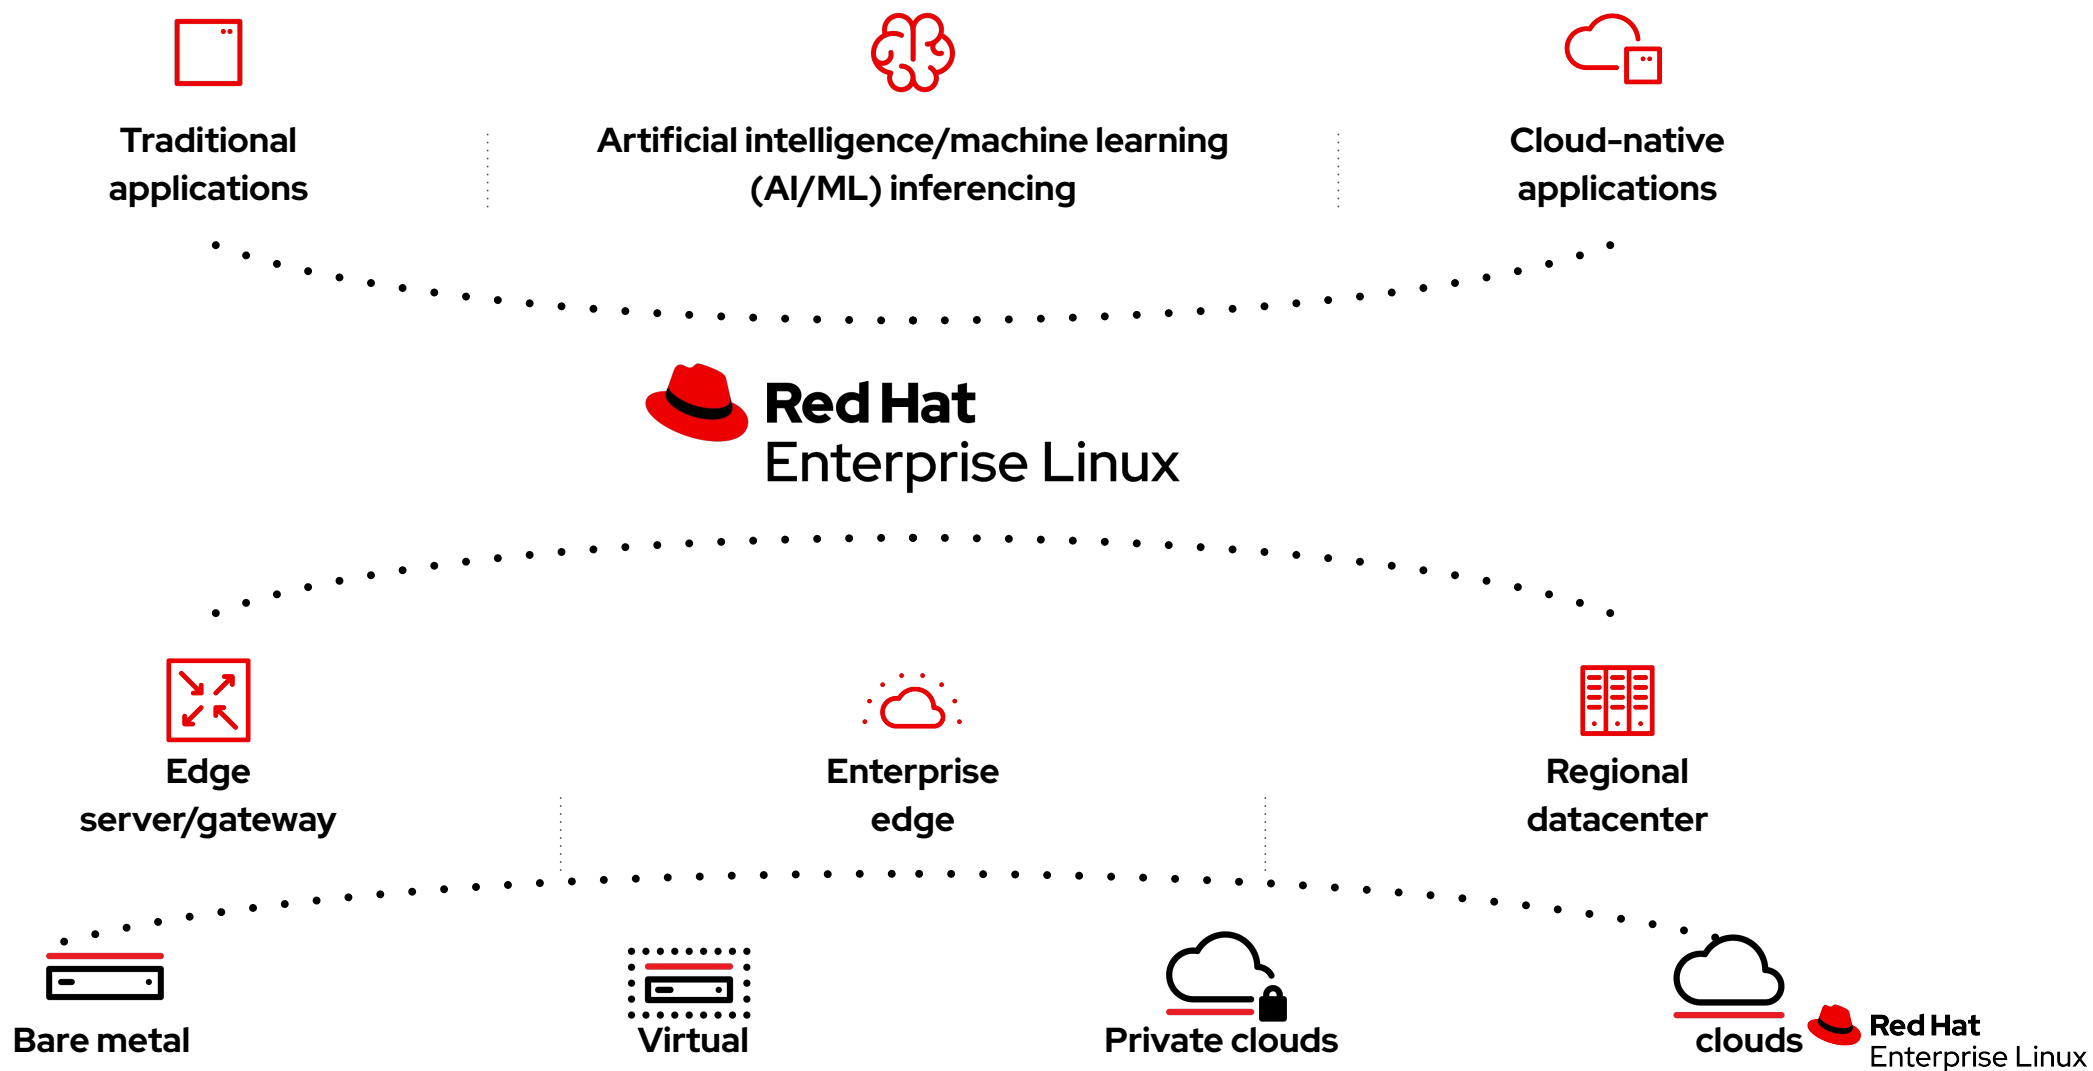 Traditional
applications
Artificial intelligence/machine learning
(AI/ML) inferencing
Cloud-native
applications
Red Hat
Enterprise Linux
Edge
server/gateway
Enterprise
edge
Regional
datacenter
Bare metal
Virtual
Private clouds
clouds
Red Hat
Enterprise Linux